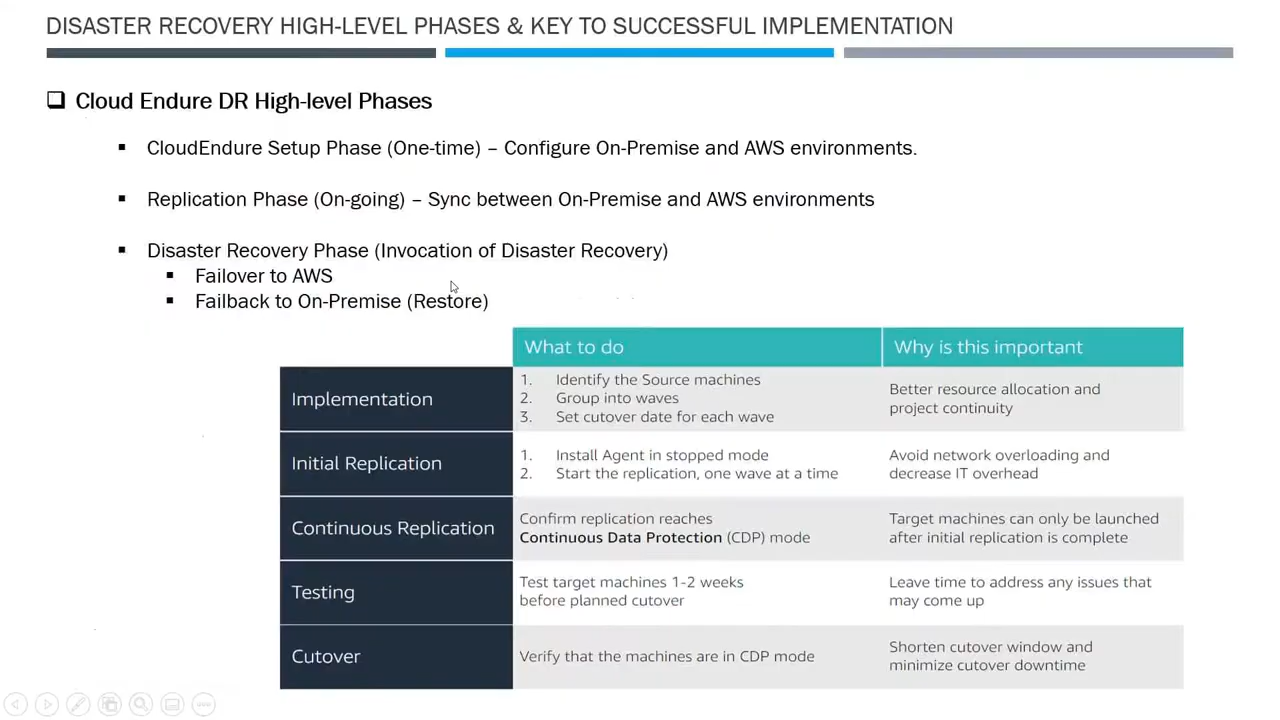 DISASTER RECOVERY HIGH-LEVEL PHASES & KEY TO SUCCESSFUL IMPLEMENTATION
Cloud Endure DR High-level Phases
CloudEndure Setup Phase (One-time) – Configure On-Premise and AWS environments.
Replication Phase (On-going) – Sync between On-Premise and AWS environments
Disaster Recovery Phase (Invocation of Disaster Recovery)
Failover to AWS
Failback to On-Premise (Restore)
What to do
Why is this important
Implementation
1. Identify the Source machines
2. Group into waves
3. Set cutover date for each wave
Better resource allocation and
project continuity
Initial Replication
1. Install Agent in stopped mode
2. Start the replication, one wave at a time
Avoid network overloading and
decrease IT overhead
Continuous Replication
Confirm replication reaches
Continuous Data Protection (CDP) mode
Target machines can only be launched
after initial replication is complete
Testing
Test target machines 1-2 weeks
before planned cutover
Leave time to address any issues that
may come up
Cutover
Verify that the machines are in CDP mode
Shorten cutover window and
minimize cutover downtime